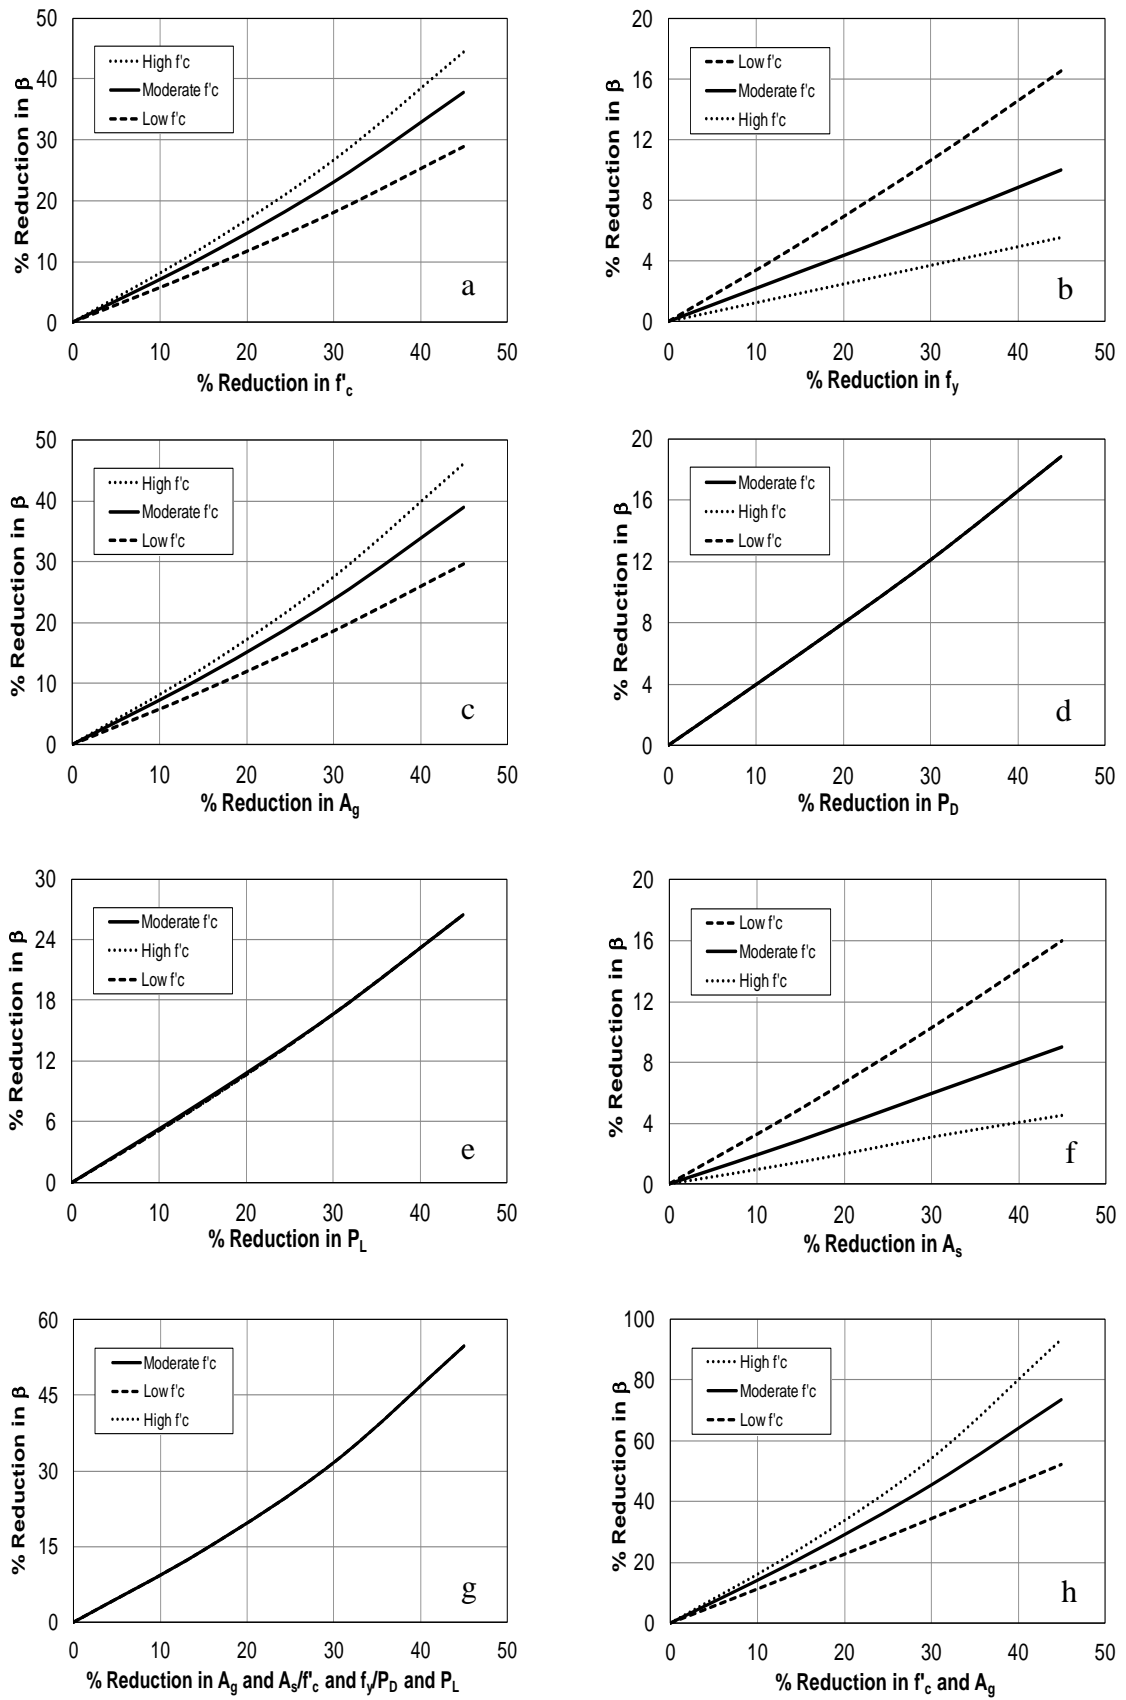 % Reduction in β
50
40
30
20
10
0
High f'c
Moderate f'c
Low f'c
a
0 10 20 30 40 50
% Reduction in f'c
% Reduction in β
20
16
12
8
4
0
Low f'c
Moderate f'c
High f'c
b
0 10 20 30 40 50
% Reduction in fy
% Reduction in β
50
40
30
20
10
0
High f'c
Moderate f'c
Low f'c
c
0 10 20 30 40 50
% Reduction in Ag
% Reduction in β
20
16
12
8
4
0
Moderate f'c
High f'c
Low f'c
d
0 10 20 30 40 50
% Reduction in PD
% Reduction in β
30
24
18
12
6
0
Moderate f'c
High f'c
Low f'c
e
0 10 20 30 40 50
% Reduction in PL
% Reduction in β
20
16
12
8
4
0
Low f'c
Moderate f'c
High f'c
f
0 10 20 30 40 50
% Reduction in As
% Reduction in β
60
45
30
15
0
Moderate f'c
Low f'c
High f'c
g
0 10 20 30 40 50
% Reduction in Ag and As/f'c and fy/PD and PL
% Reduction in β
100
80
60
40
20
0
High f'c
Moderate f'c
Low f'c
h
0 10 20 30 40 50
% Reduction in f'c and Ag